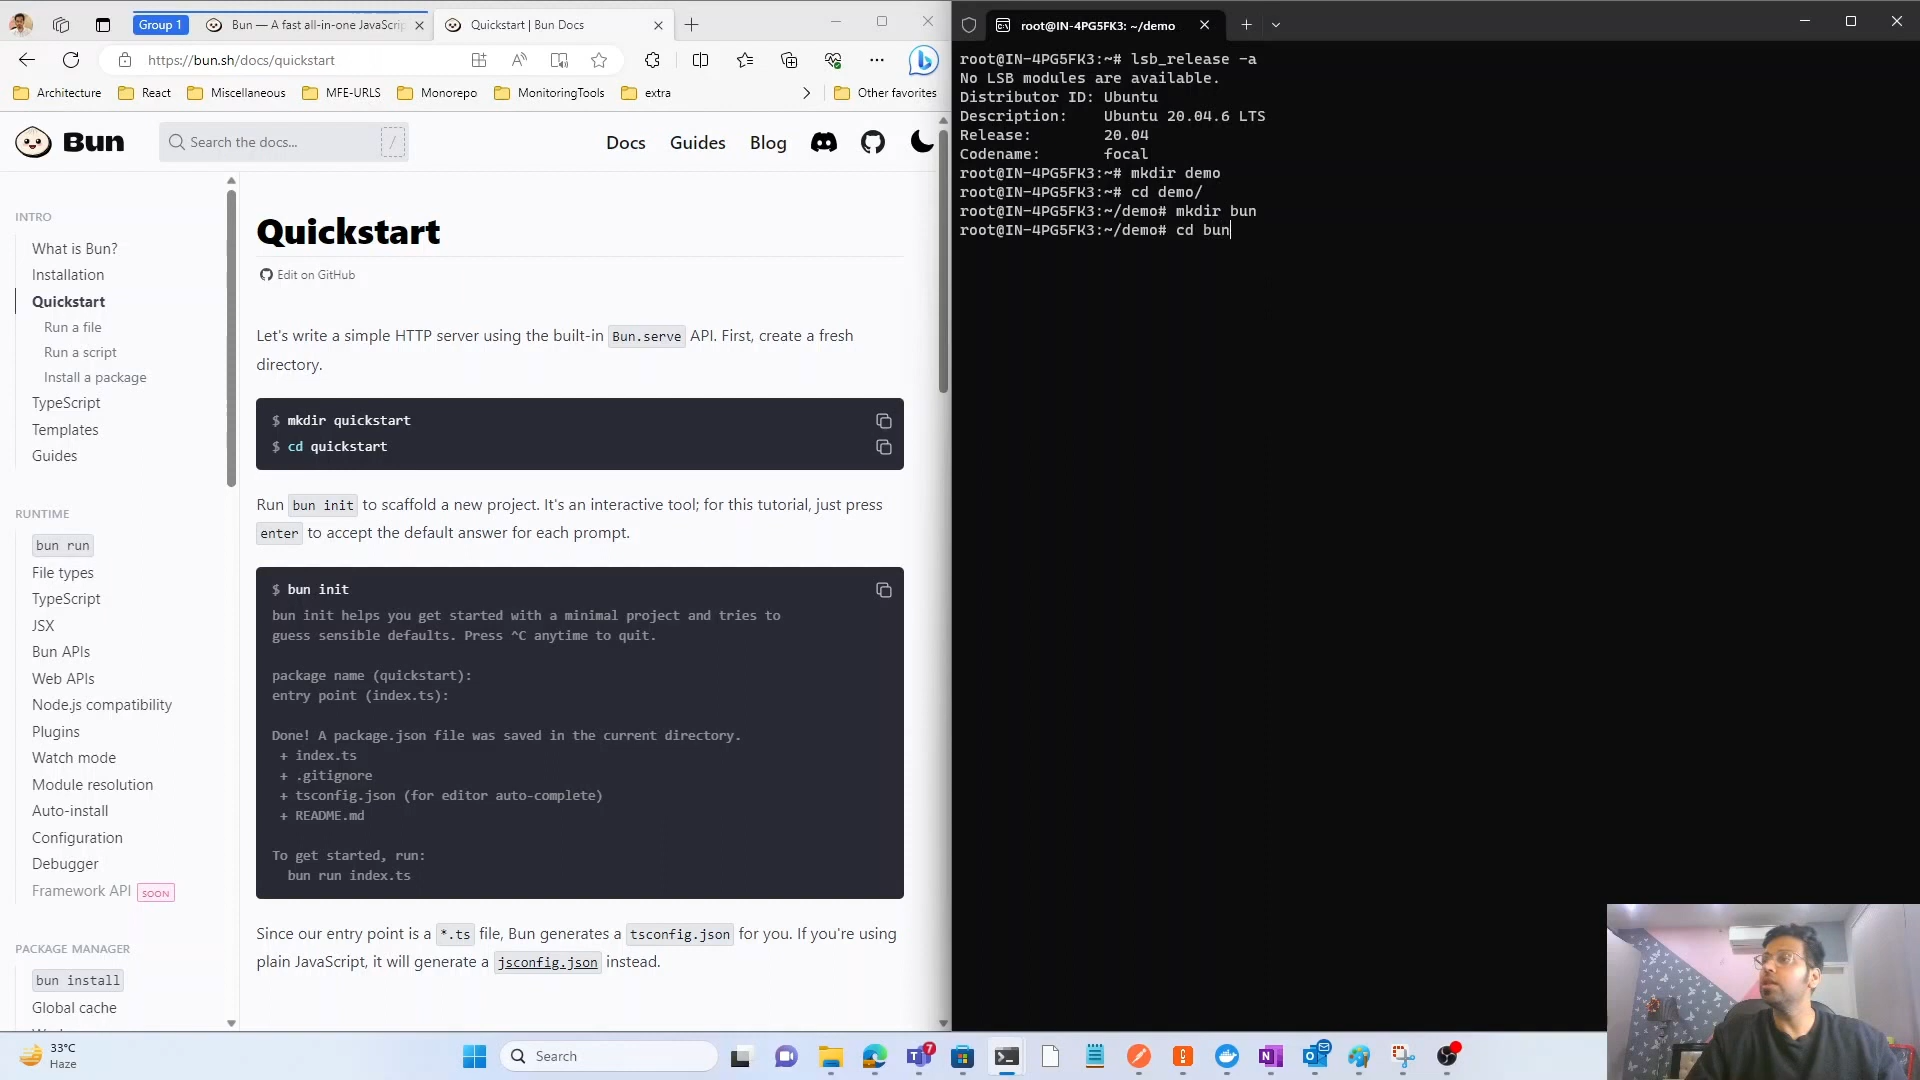 Group 1
Bun — A fast all-in-one JavaScrip
Quickstart | Bun Docs
https://bun.sh/docs/quickstart
Architecture
React
Miscellaneous
MFE-URLS
Monorepo
MonitoringTools
extra
Other favorites
Bun
Search the docs...
/
Docs
Guides
Blog
INTRO
What is Bun?
Installation
Quickstart
Run a file
Run a script
Install a package
TypeScript
Templates
Guides
RUNTIME
bun run
File types
TypeScript
JSX
Bun APIs
Web APIs
Node.js compatibility
Plugins
Watch mode
Module resolution
Auto-install
Configuration
Debugger
Framework API SOON
PACKAGE MANAGER
bun install
Global cache
Quickstart
Edit on GitHub
Let's write a simple HTTP server using the built-in Bun.serve API. First, create a fresh
directory.
$ mkdir quickstart
$ cd quickstart
Run bun init to scaffold a new project. It's an interactive tool; for this tutorial, just press
enter to accept the default answer for each prompt.
$ bun init
bun init helps you get started with a minimal project and tries to
guess sensible defaults. Press ^C anytime to quit.
package name (quickstart):
entry point (index.ts):
Done! A package.json file was saved in the current directory.
+ index.ts
+ .gitignore
+ tsconfig.json (for editor auto-complete)
+ README.md
To get started, run:
bun run index.ts
Since our entry point is a *.ts file, Bun generates a tsconfig.json for you. If you're using
plain JavaScript, it will generate a jsconfig.json instead.
root@IN-4PG5FK3: ~/demo
root@IN-4PG5FK3:~# lsb_release -a
No LSB modules are available.
Distributor ID: Ubuntu
Description: Ubuntu 20.04.6 LTS
Release: 20.04
Codename: focal
root@IN-4PG5FK3:~# mkdir demo
root@IN-4PG5FK3:~# cd demo/
root@IN-4PG5FK3:~/demo# mkdir bun
root@IN-4PG5FK3:~/demo# cd bun
33°C
Haze
Search
7